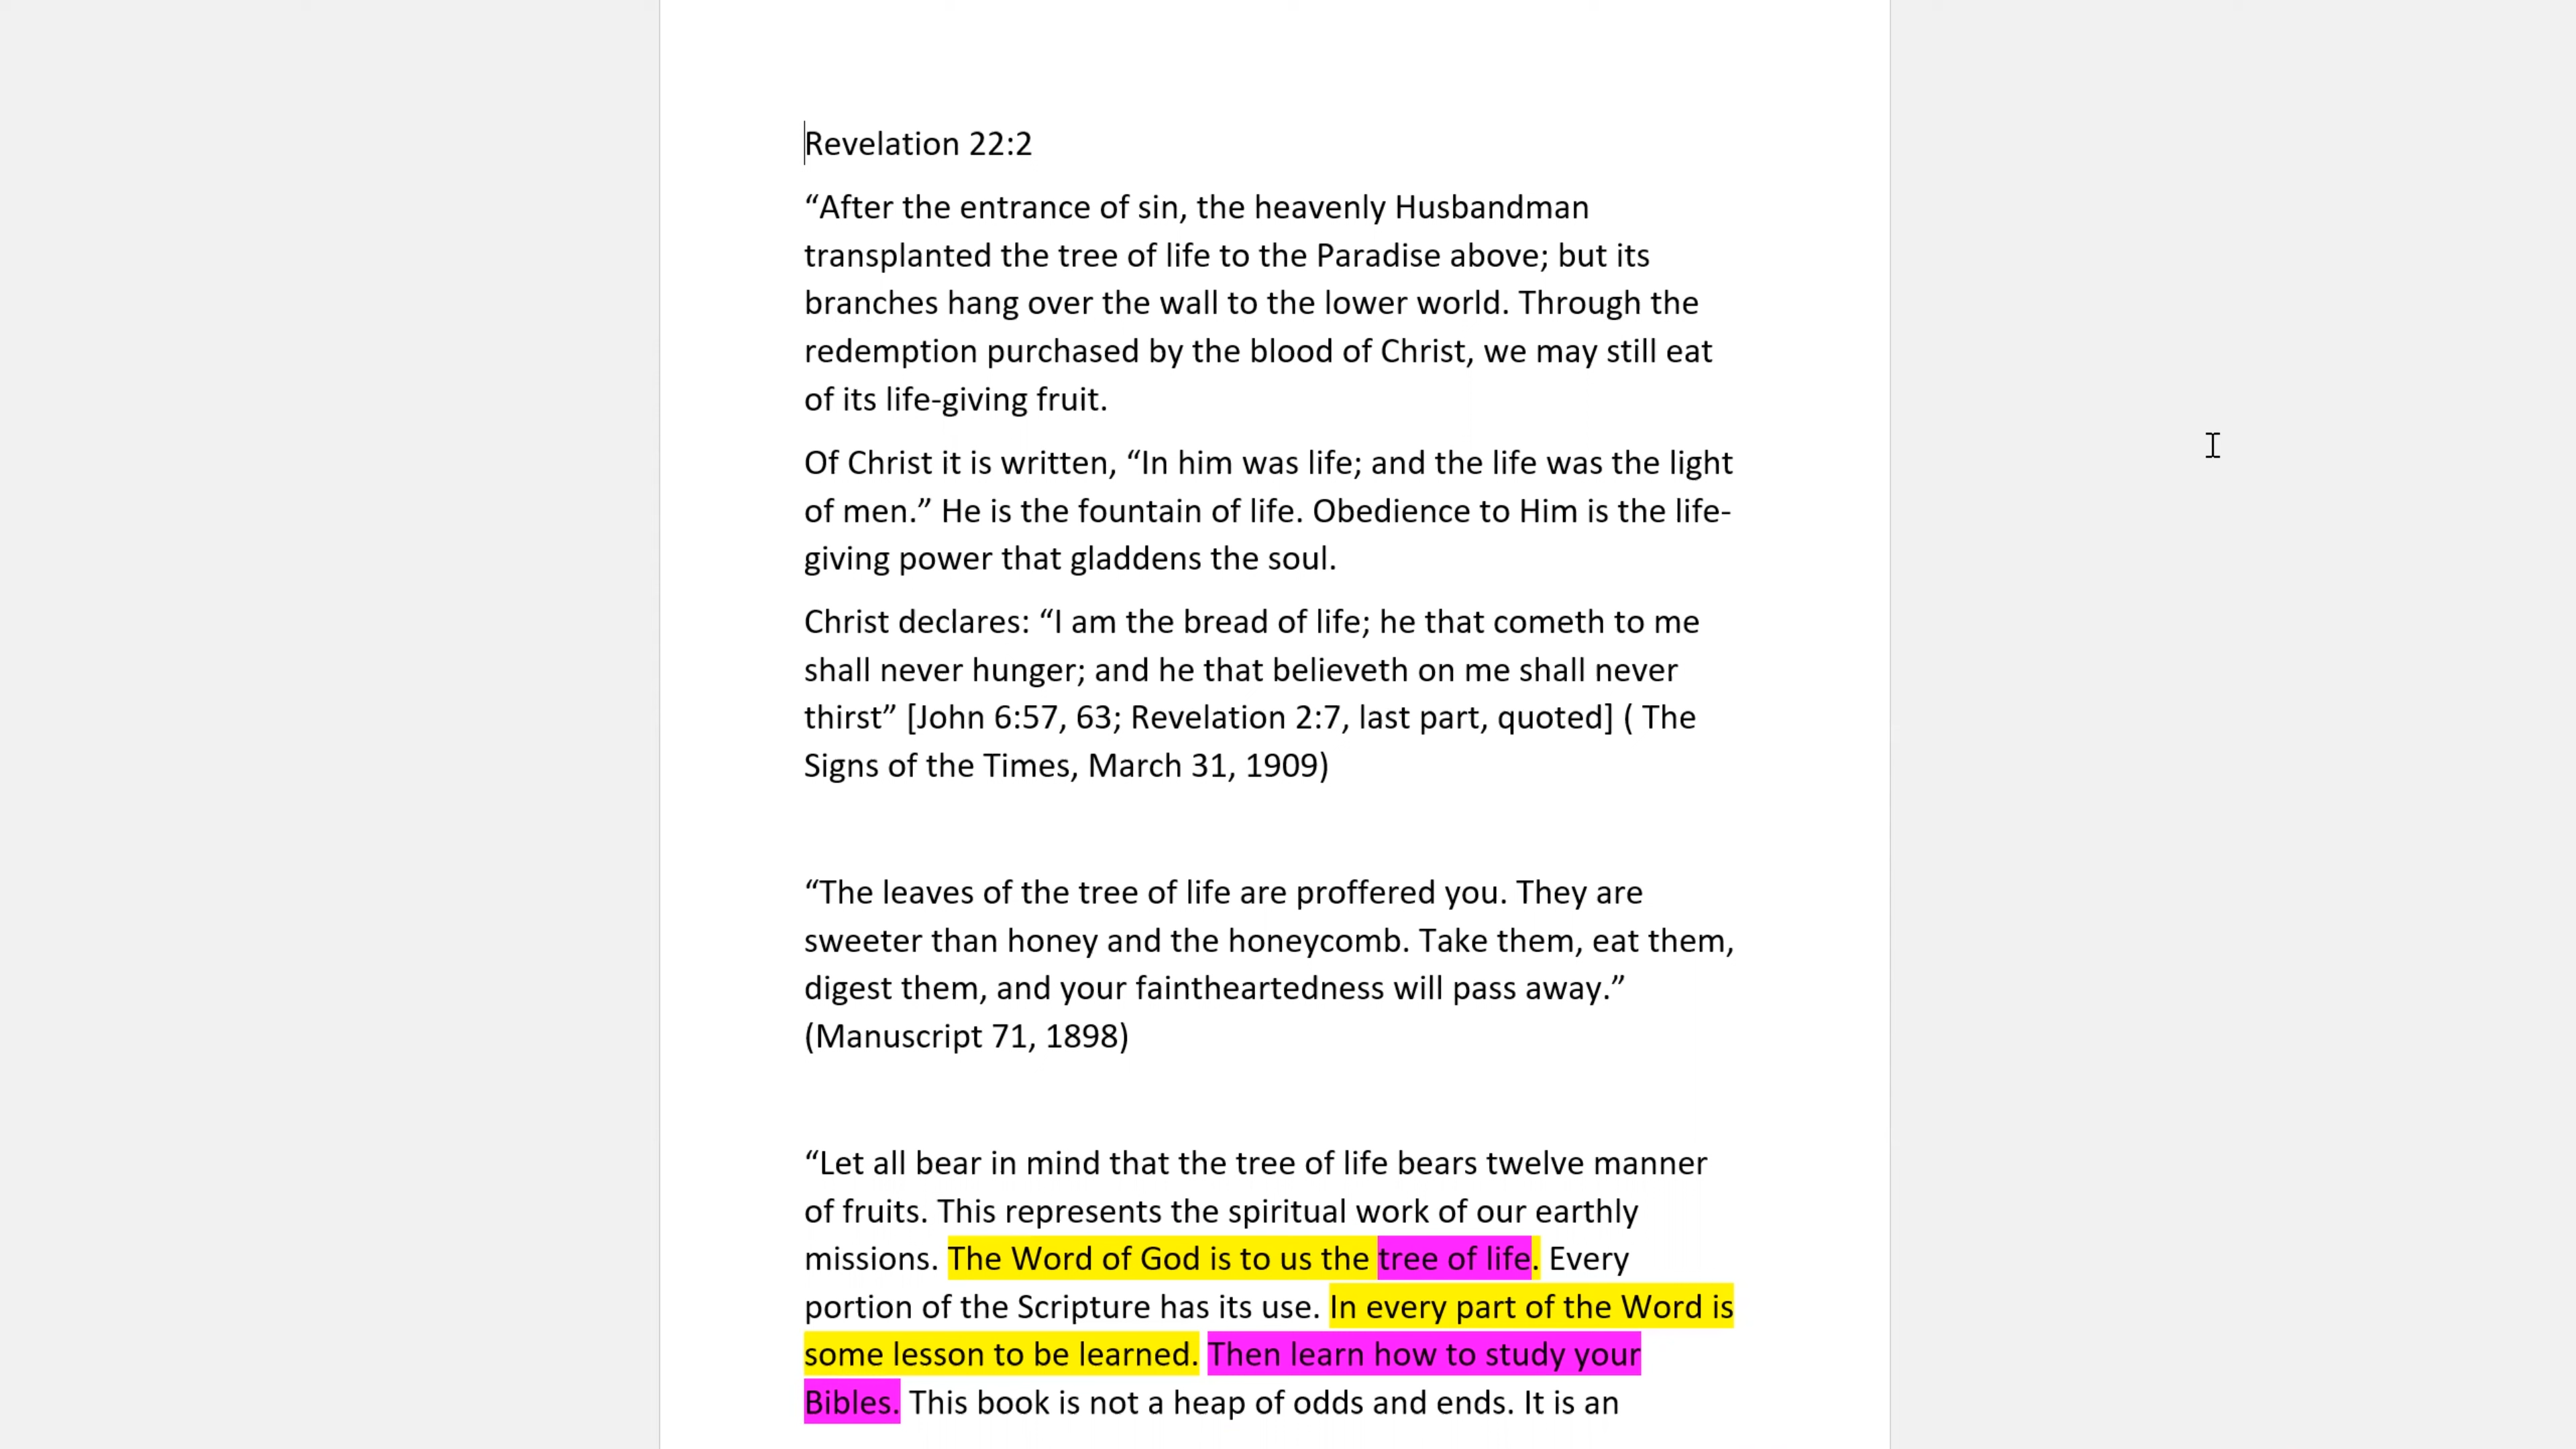 Revelation 22:2
“After the entrance of sin, the heavenly Husbandman
transplanted the tree of life to the Paradise above; but its
branches hang over the wall to the lower world. Through the
redemption purchased by the blood of Christ, we may still eat
of its life-giving fruit.
Of Christ it is written, “In him was life; and the life was the light
of men.” He is the fountain of life. Obedience to Him is the life-
giving power that gladdens the soul.
Christ declares: “I am the bread of life; he that cometh to me
shall never hunger; and he that believeth on me shall never
thirst” [John 6:57, 63; Revelation 2:7, last part, quoted] ( The
Signs of the Times, March 31, 1909)
“The leaves of the tree of life are proffered you. They are
sweeter than honey and the honeycomb. Take them, eat them,
digest them, and your faintheartedness will pass away.”
(Manuscript 71, 1898)
“Let all bear in mind that the tree of life bears twelve manner
of fruits. This represents the spiritual work of our earthly
missions. The Word of God is to us the tree of life. Every
portion of the Scripture has its use. In every part of the Word is
some lesson to be learned. Then learn how to study your
Bibles. This book is not a heap of odds and ends. It is an